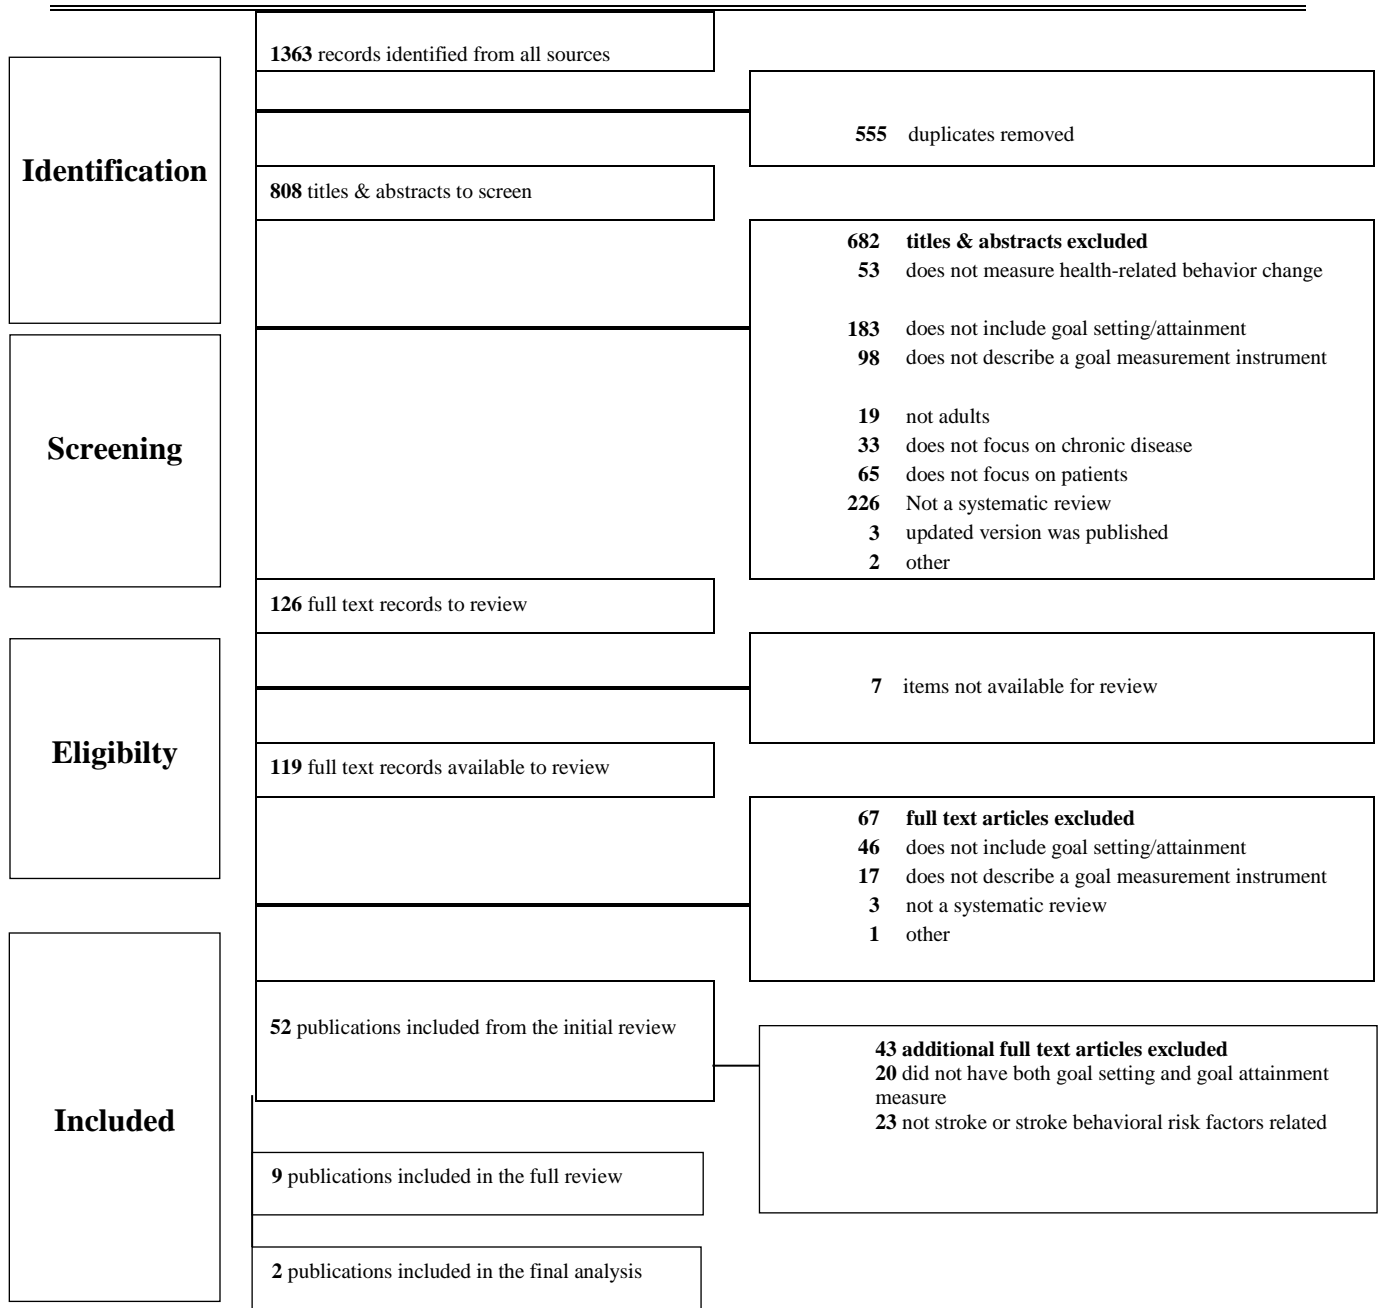 1363 records identified from all sources
555 duplicates removed
Identification
808 titles & abstracts to screen
682 titles & abstracts excluded
53 does not measure health-related behavior change
183 does not include goal setting/attainment
98 does not describe a goal measurement instrument
19 not adults
33 does not focus on chronic disease
65 does not focus on patients
226 Not a systematic review
3 updated version was published
2 other
Screening
126 full text records to review
7 items not available for review
Eligibilty
119 full text records available to review
67 full text articles excluded
46 does not include goal setting/attainment
17 does not describe a goal measurement instrument
3 not a systematic review
1 other
52 publications included from the initial review
43 additional full text articles excluded
20 did not have both goal setting and goal attainment
measure
23 not stroke or stroke behavioral risk factors related
Included
9 publications included in the full review
2 publications included in the final analysis